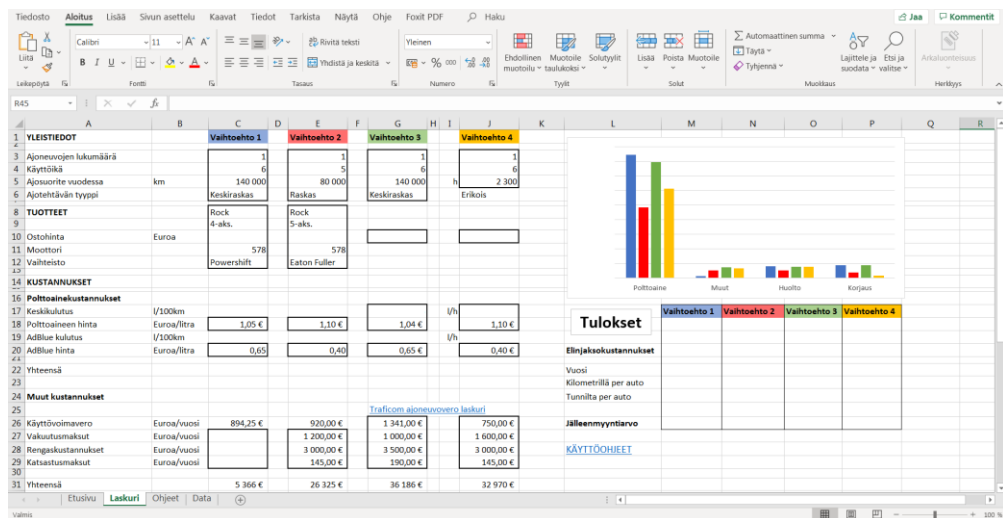 Tiedosto Aloitus Lisää Sivun asettelu Kaavat Tiedot Tarkista Näytä Ohje Foxit PDF Haku Jaa Kommentit
Liitä Calibri 11 A^ A˅ Rivitä teksti Yleinen Ehdollinen muotoilu Muotoile taulukoksi Solutyylit Lisää Poista Muotoile Automaattinen summa Täytä Tyhjennä Lajittele ja suodata Etsi ja valitse Arkaluonteisuus
B I U A Yhdistä ja keskitä % 000
Leikepöytä Fontti Tasaus Numero Tyylit Solut Muokkaus Herkkyys
R45 fx
A B C D E F G H I J K L M N O P Q R
1 YLEISTIEDOT Vaihtoehto 1 Vaihtoehto 2 Vaihtoehto 3 Vaihtoehto 4
2
3 Ajoneuvojen lukumäärä 1 1 1 1
4 Käyttöikä 6 5 6 6
5 Ajosuorite vuodessa km 140 000 80 000 140 000 h 2 300
6 Ajotehtävän tyyppi Keskiraskas Raskas Keskiraskas Erikois
8 TUOTTEET Rock Rock
9 4-aks. 5-aks.
10 Ostohinta Euroa
11 Moottori 578 578
12 Vaihteisto Powershift Eaton Fuller
13
14 KUSTANNUKSET
Polttoaine Muut Huolto Korjaus
16 Polttoainekustannukset
17 Keskikulutus l/100km l/h
18 Polttoaineen hinta Euroa/litra 1,05 € 1,10 € 1,04 € 1,10 €
19 AdBlue kulutus l/100km l/h
20 AdBlue hinta Euroa/litra 0,65 0,40 0,65 € 0,40 €
21
22 Yhteensä
23
24 Muut kustannukset
25 Traficom ajoneuvovero laskuri
26 Käyttövoimavero Euroa/vuosi 894,25 € 920,00 € 1 341,00 € 750,00 €
27 Vakuutusmaksut Euroa/vuosi 1 200,00 € 1 000,00 € 1 600,00 €
28 Rengaskustannukset Euroa/vuosi 3 000,00 € 3 500,00 € 3 000,00 €
29 Katsastusmaksut Euroa/vuosi 145,00 € 190,00 € 145,00 €
30
31 Yhteensä 5 366 € 26 325 € 36 186 € 32 970 €
Tulokset Vaihtoehto 1 Vaihtoehto 2 Vaihtoehto 3 Vaihtoehto 4
Elinjaksokustannukset
Vuosi
Kilometrillä per auto
Tunnilta per auto
Jälleenmyyntiarvo
KÄYTTÖOHJEET
Etusivu Laskuri Ohjeet Data
Valmis 100 %